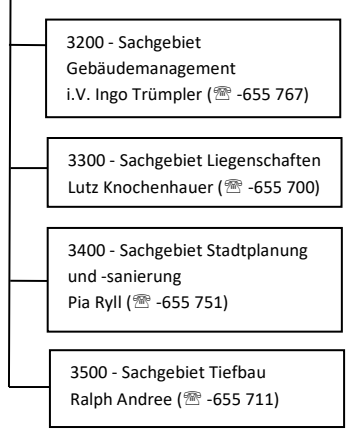 3200 - Sachgebiet
Gebäudemanagement
i.V. Ingo Trümpler (☏ -655 767)
3300 - Sachgebiet Liegenschaften
Lutz Knochenhauer (☏ -655 700)
3400 - Sachgebiet Stadtplanung
und -sanierung
Pia Ryll (☏ -655 751)
3500 - Sachgebiet Tiefbau
Ralph Andree (☏ -655 711)